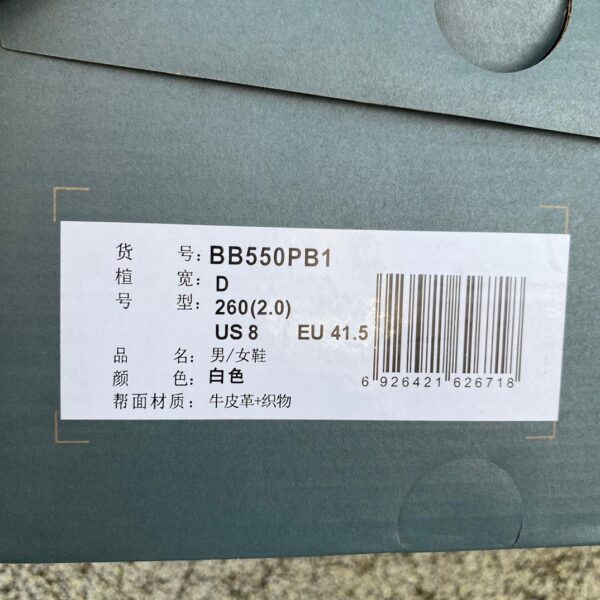 货 号: BB550PB1
楦 宽: D
号 型: 260(2.0)
US 8 EU 41.5
品 名: 男/女鞋
颜 色: 白色
帮面材质: 牛皮革+织物
6 926421 626718